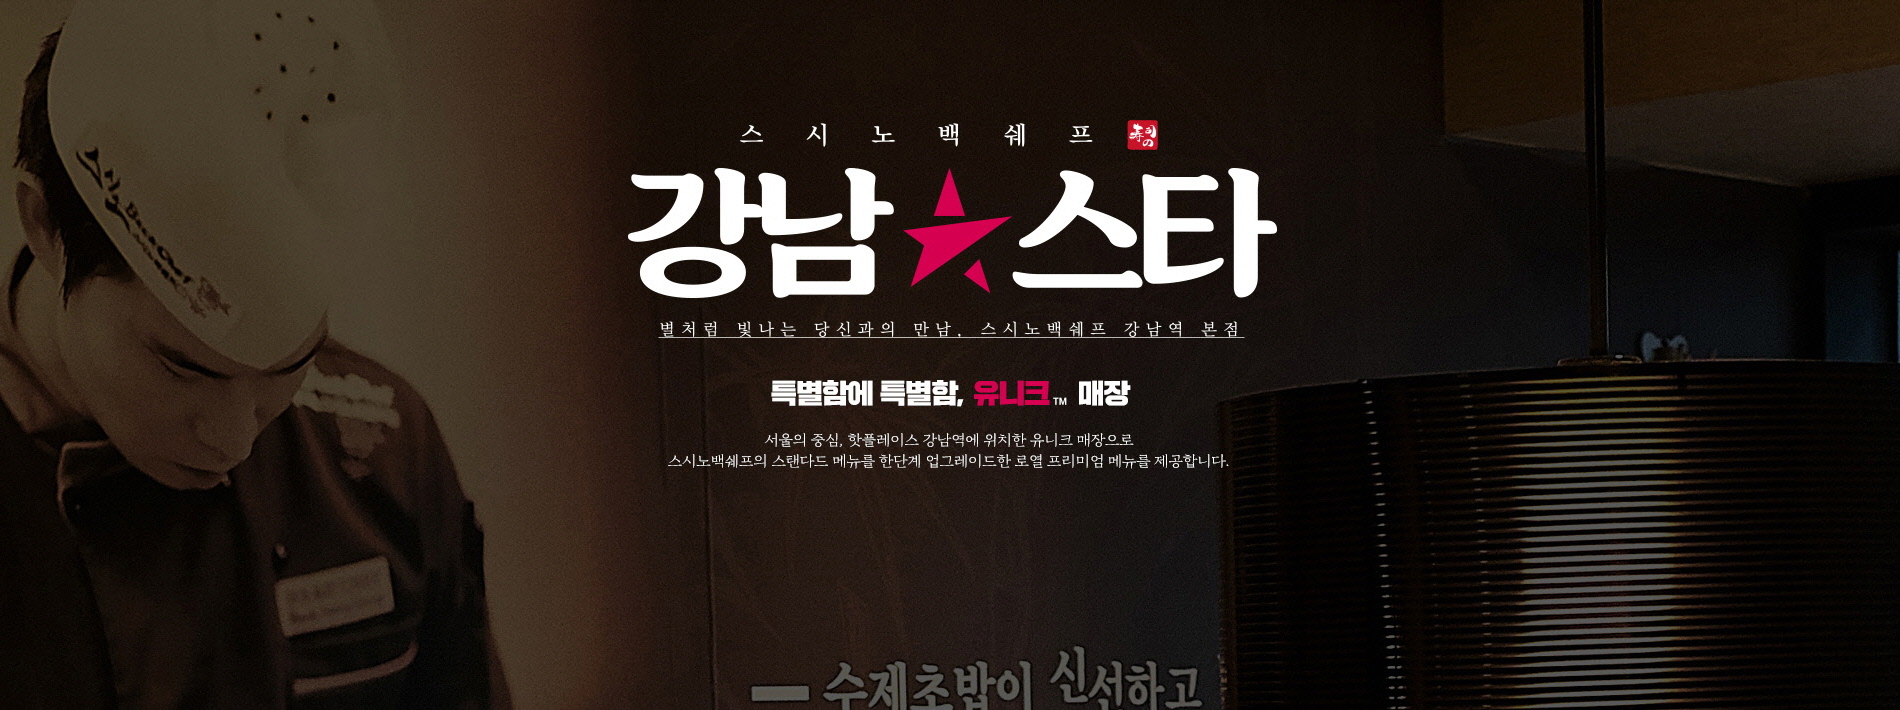 스시노백쉐프 寿司の
강남★스타
별처럼 빛나는 당신과의 만남, 스시노백쉐프 강남역 본점
특별함에 특별함, 유니크™ 매장
서울의 중심, 핫플레이스 강남역에 위치한 유니크 매장으로
스시노백쉐프의 스탠다드 메뉴를 한단계 업그레이드한 로열 프리미엄 메뉴를 제공합니다.
수제초밥이 신선하고